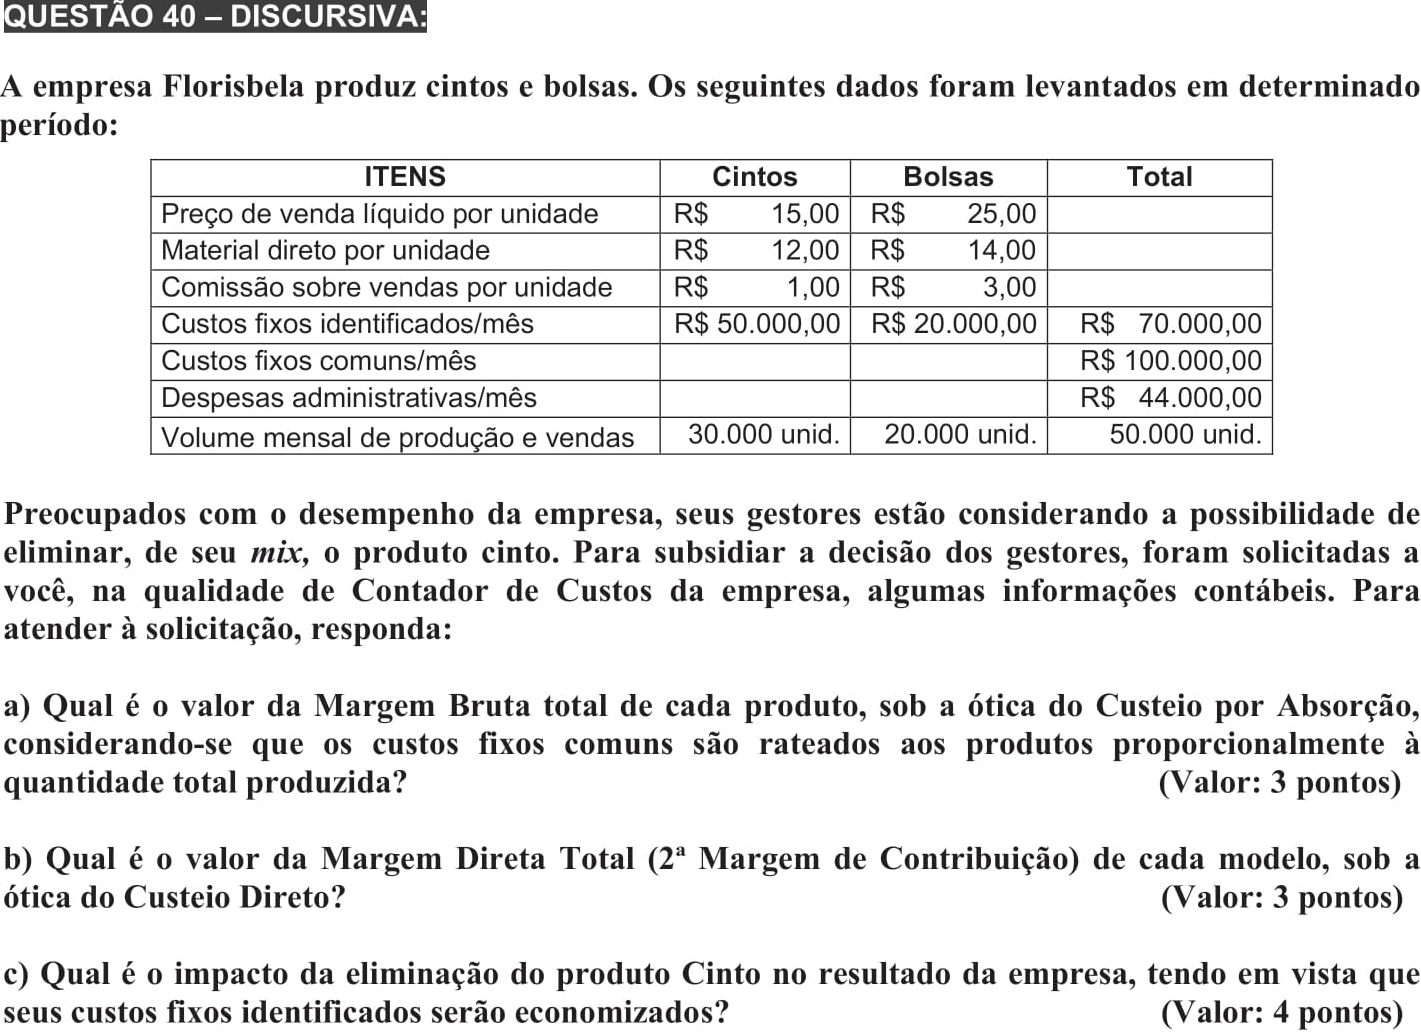 QUESTÃO 40 – DISCURSIVA:
A empresa Florisbela produz cintos e bolsas. Os seguintes dados foram levantados em determinado
período:
ITENS Cintos Bolsas Total
Preço de venda líquido por unidade R$ 15,00 R$ 25,00
Material direto por unidade R$ 12,00 R$ 14,00
Comissão sobre vendas por unidade R$ 1,00 R$ 3,00
Custos fixos identificados/mês R$ 50.000,00 R$ 20.000,00 R$ 70.000,00
Custos fixos comuns/mês R$ 100.000,00
Despesas administrativas/mês R$ 44.000,00
Volume mensal de produção e vendas 30.000 unid. 20.000 unid. 50.000 unid.
Preocupados com o desempenho da empresa, seus gestores estão considerando a possibilidade de
eliminar, de seu mix, o produto cinto. Para subsidiar a decisão dos gestores, foram solicitadas a
você, na qualidade de Contador de Custos da empresa, algumas informações contábeis. Para
atender à solicitação, responda:
a) Qual é o valor da Margem Bruta total de cada produto, sob a ótica do Custeio por Absorção,
considerando-se que os custos fixos comuns são rateados aos produtos proporcionalmente à
quantidade total produzida? (Valor: 3 pontos)
b) Qual é o valor da Margem Direta Total (2ª Margem de Contribuição) de cada modelo, sob a
ótica do Custeio Direto? (Valor: 3 pontos)
c) Qual é o impacto da eliminação do produto Cinto no resultado da empresa, tendo em vista que
seus custos fixos identificados serão economizados? (Valor: 4 pontos)